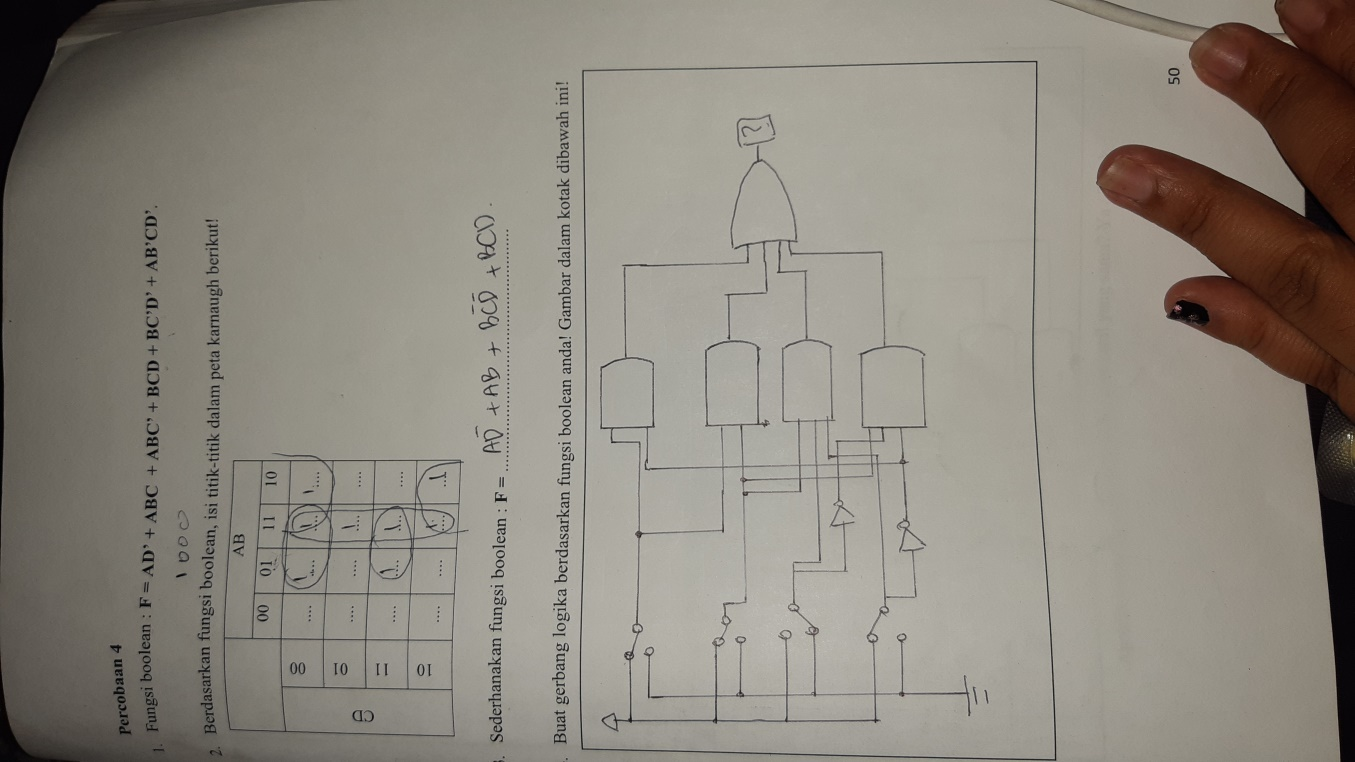 Percobaan 4
1. Fungsi boolean : F = AD' + ABC + ABC' + BCD + BC'D' + AB'CD'.
1000
2. Berdasarkan fungsi boolean, isi titik-titik dalam peta karnaugh berikut!
AB
00 01 11 10
CD
00 .... 1.... 1.... 1....
01 .... .... 1.... ....
11 .... 1.... 1.... ....
10 .... .... 1.... 1....
. Sederhanakan fungsi boolean : F = AD̅ + AB + BC̅D̅ + BCD.
. Buat gerbang logika berdasarkan fungsi boolean anda! Gambar dalam kotak dibawah ini!
?
50